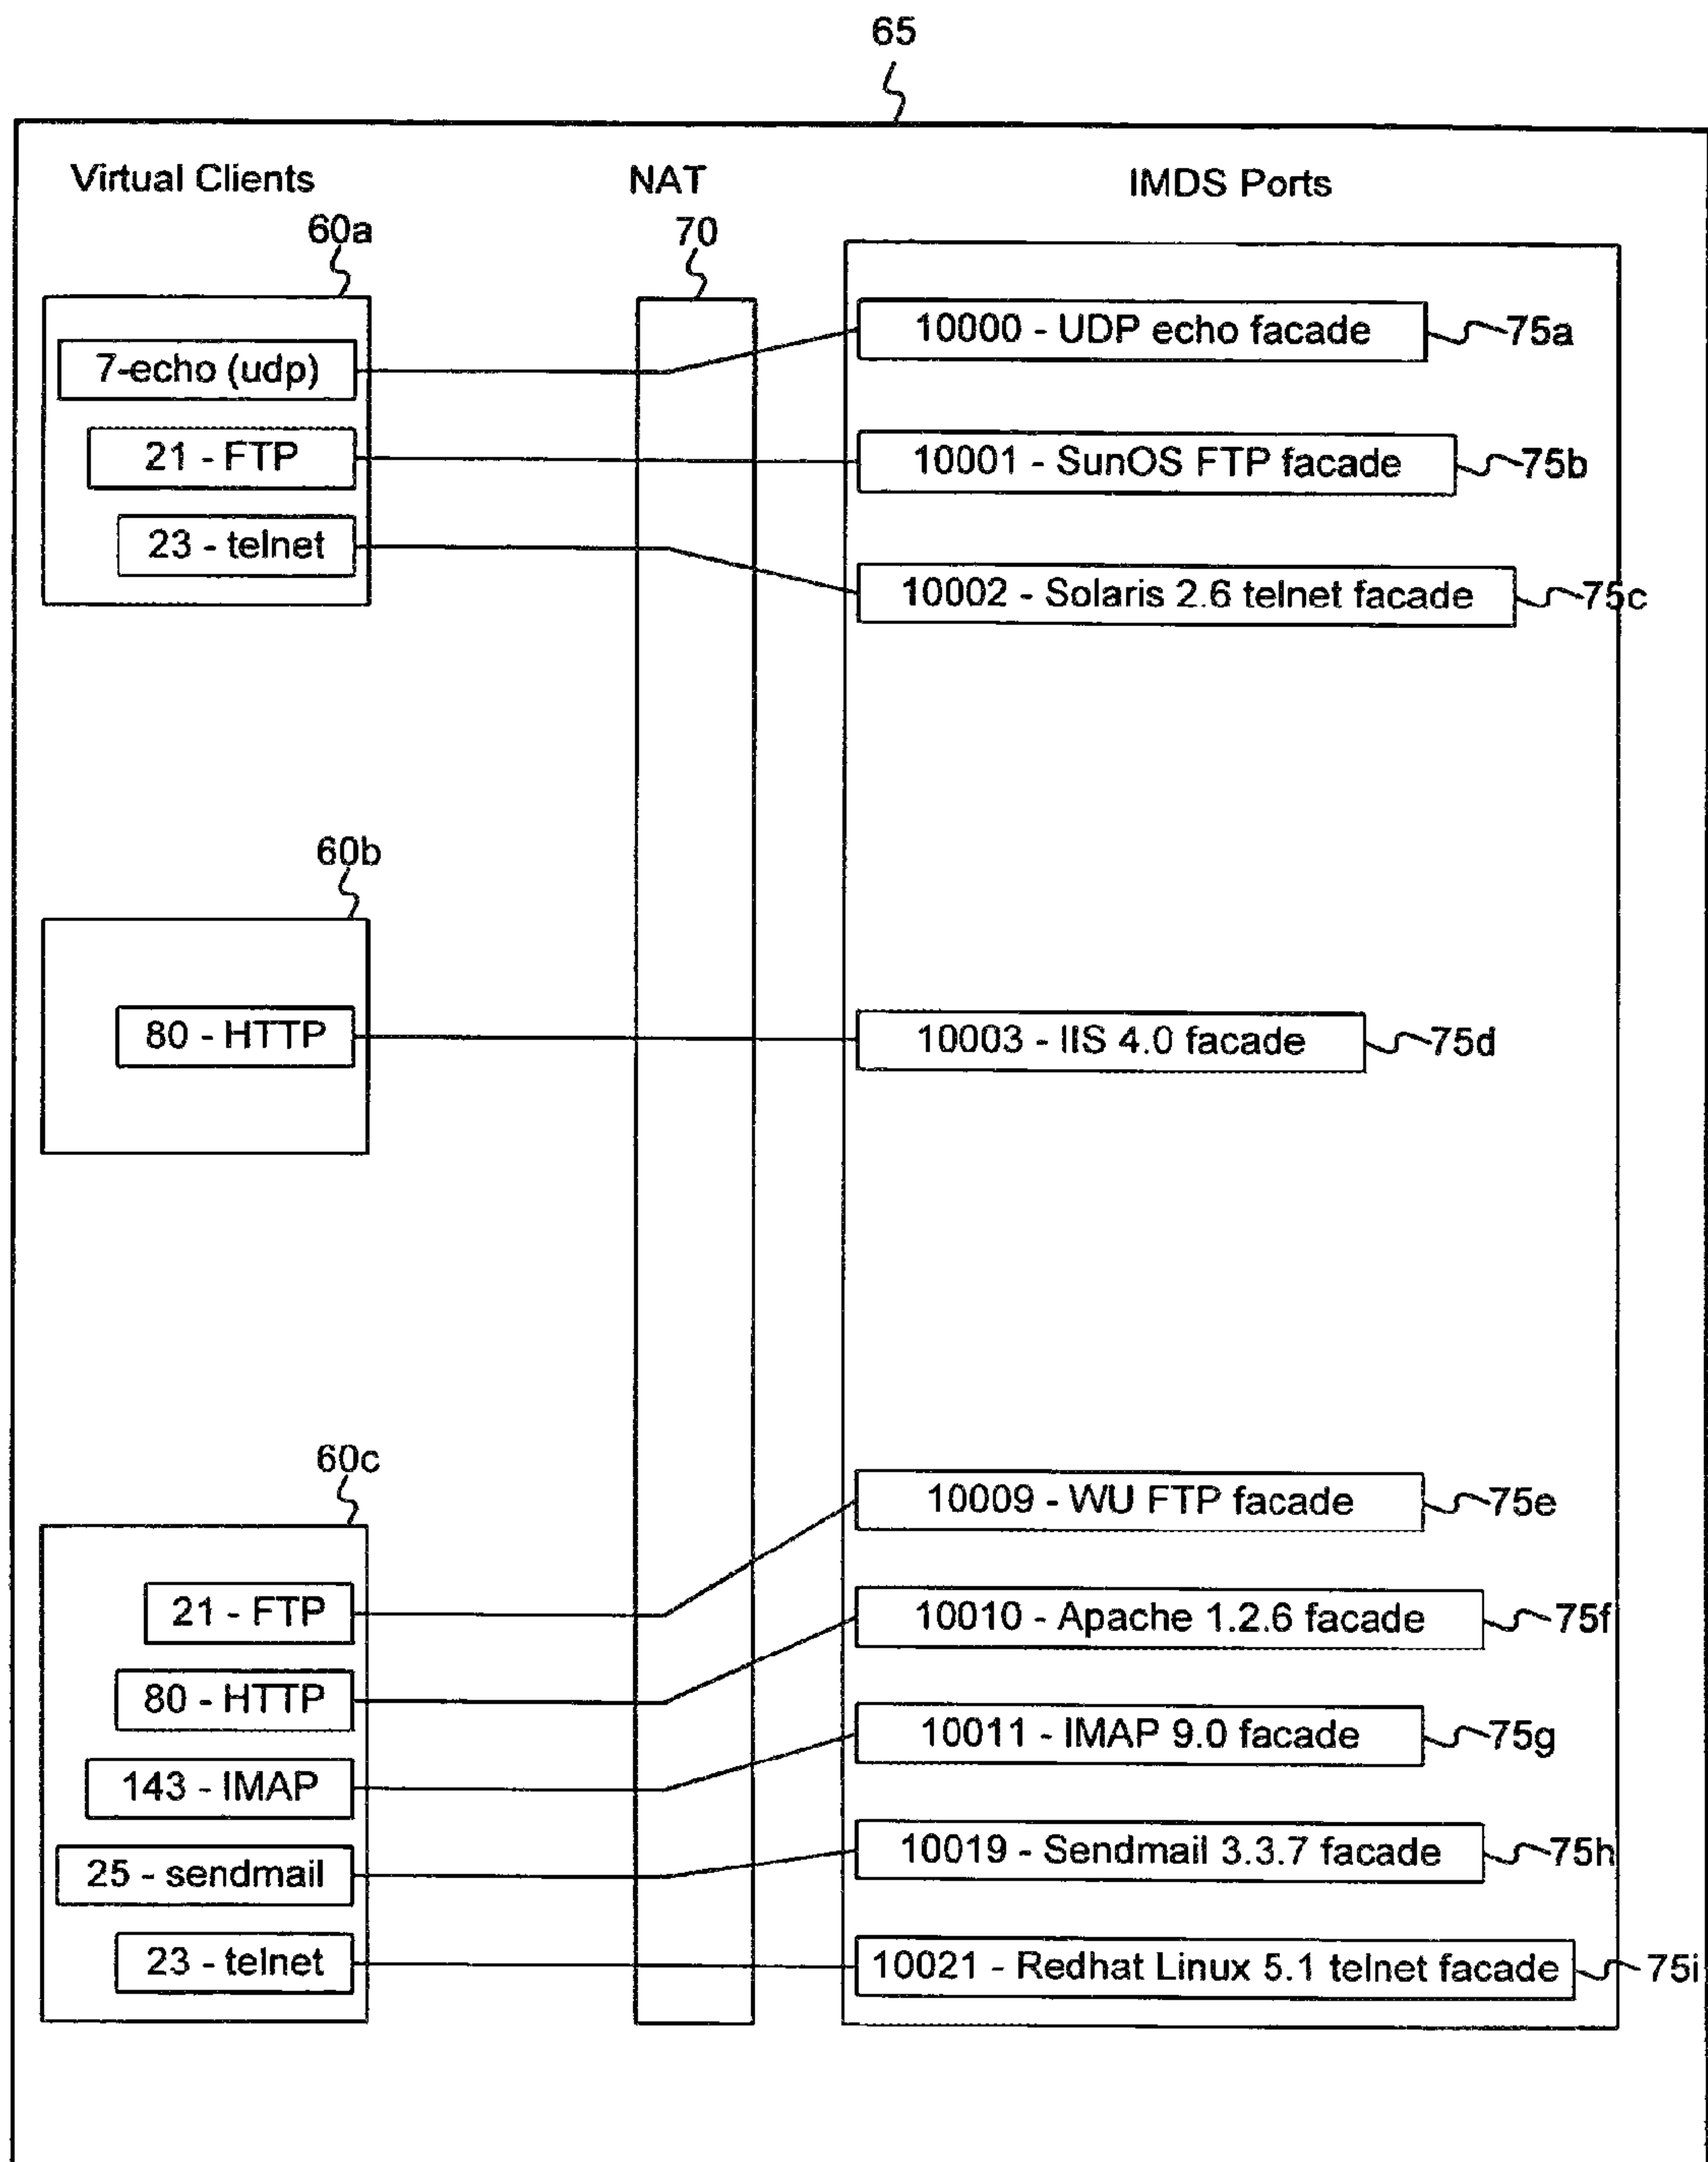 65
Virtual Clients
NAT
IMDS Ports
60a
70
7-echo (udp)
21 - FTP
23 - telnet
10000 - UDP echo facade
75a
10001 - SunOS FTP facade
75b
10002 - Solaris 2.6 telnet facade
75c
60b
80 - HTTP
10003 - IIS 4.0 facade
75d
60c
21 - FTP
80 - HTTP
143 - IMAP
25 - sendmail
23 - telnet
10009 - WU FTP facade
75e
10010 - Apache 1.2.6 facade
75f
10011 - IMAP 9.0 facade
75g
10019 - Sendmail 3.3.7 facade
75h
10021 - Redhat Linux 5.1 telnet facade
75i